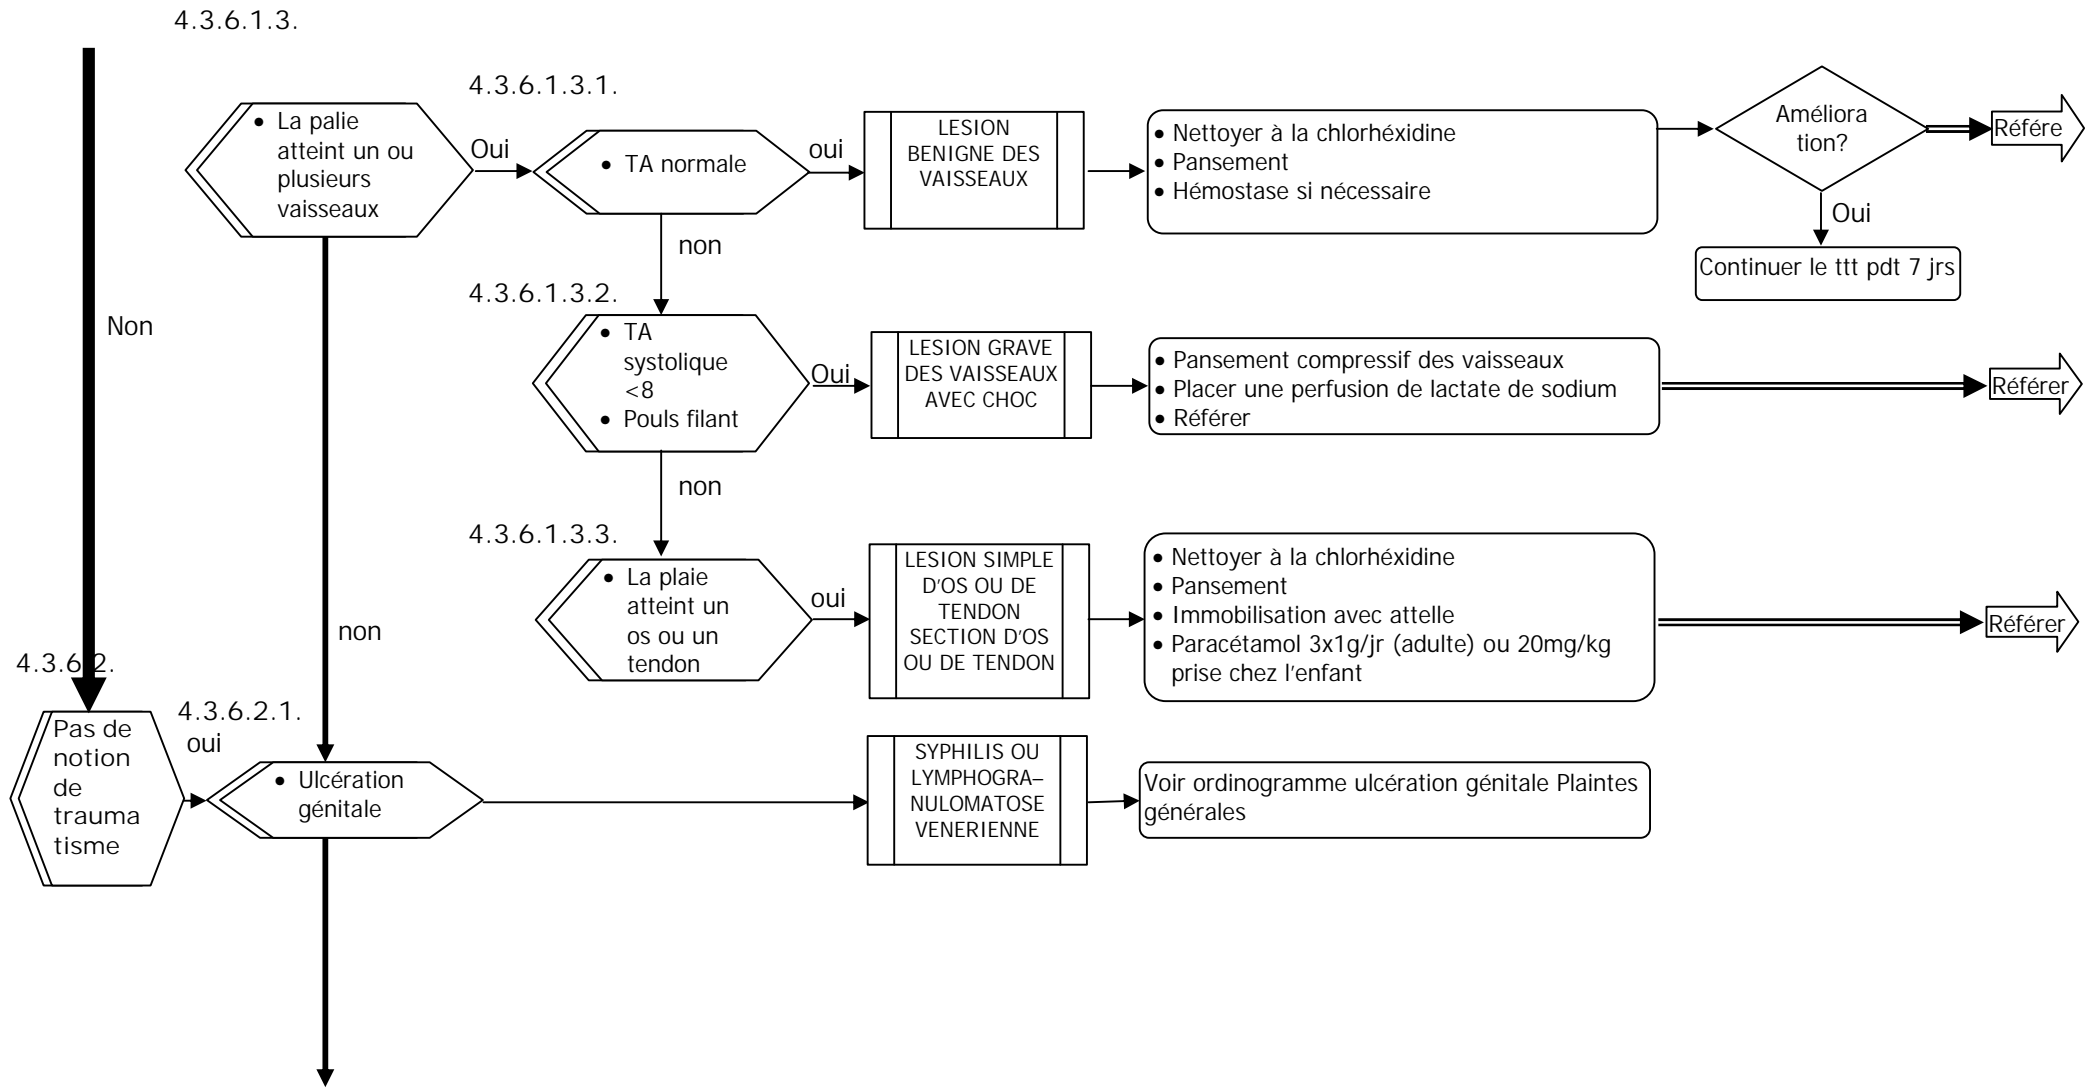 4.3.6.1.3.
4.3.6.1.3.1.
• La palie
atteint un ou
plusieurs
vaisseaux
Oui
• TA normale
oui
LESION
BENIGNE DES
VAISSEAUX
• Nettoyer à la chlorhéxidine
• Pansement
• Hémostase si nécessaire
Améliora
tion?
Référe
Oui
Continuer le ttt pdt 7 jrs
non
4.3.6.1.3.2.
Non
• TA
systolique
<8
• Pouls filant
Oui
LESION GRAVE
DES VAISSEAUX
AVEC CHOC
• Pansement compressif des vaisseaux
• Placer une perfusion de lactate de sodium
• Référer
Référer
non
4.3.6.1.3.3.
• La plaie
atteint un
os ou un
tendon
oui
LESION SIMPLE
D'OS OU DE
TENDON
SECTION D'OS
OU DE TENDON
• Nettoyer à la chlorhéxidine
• Pansement
• Immobilisation avec attelle
• Paracétamol 3x1g/jr (adulte) ou 20mg/kg
prise chez l'enfant
Référer
non
4.3.6.2.
Pas de
notion
de
trauma
tisme
4.3.6.2.1.
oui
• Ulcération
génitale
SYPHILIS OU
LYMPHOGRA–
NULOMATOSE
VENERIENNE
Voir ordinogramme ulcération génitale Plaintes
générales